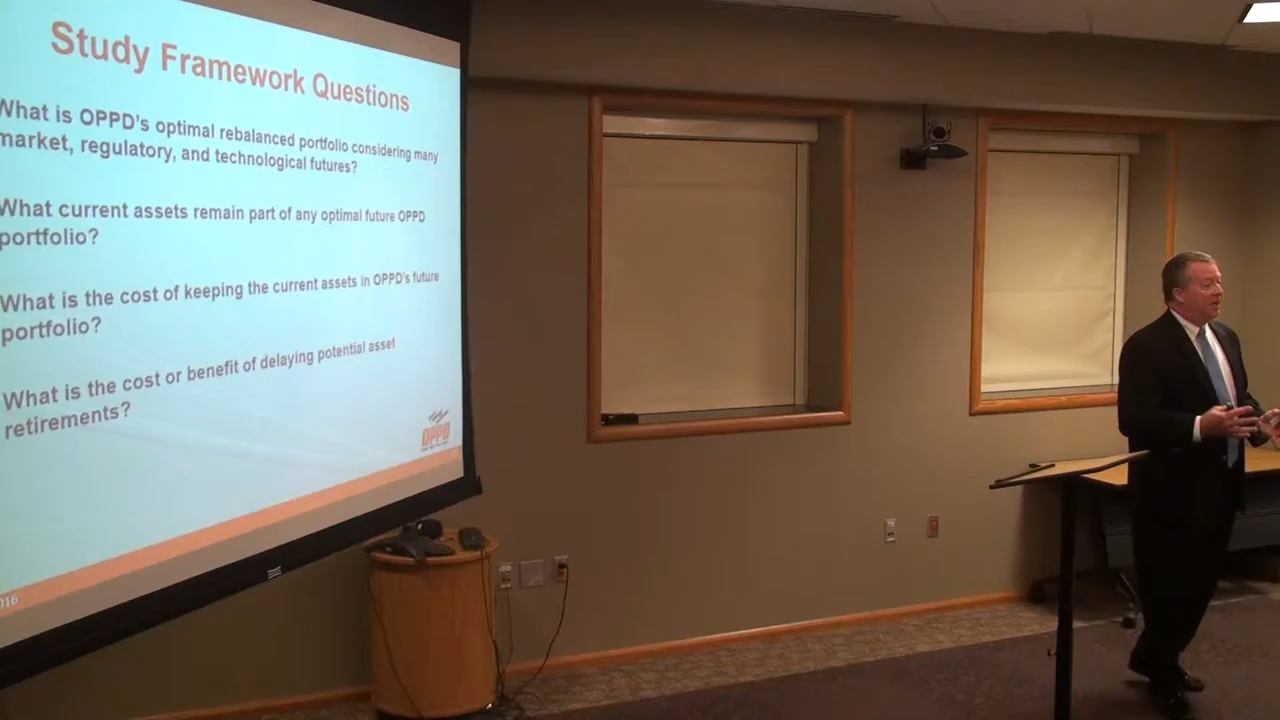 Study Framework Questions
What is OPPD's optimal rebalanced portfolio considering many
market, regulatory, and technological futures?
What current assets remain part of any optimal future OPPD
portfolio?
What is the cost of keeping the current assets in OPPD's future
portfolio?
What is the cost or benefit of delaying potential asset
retirements?
OPPD
016